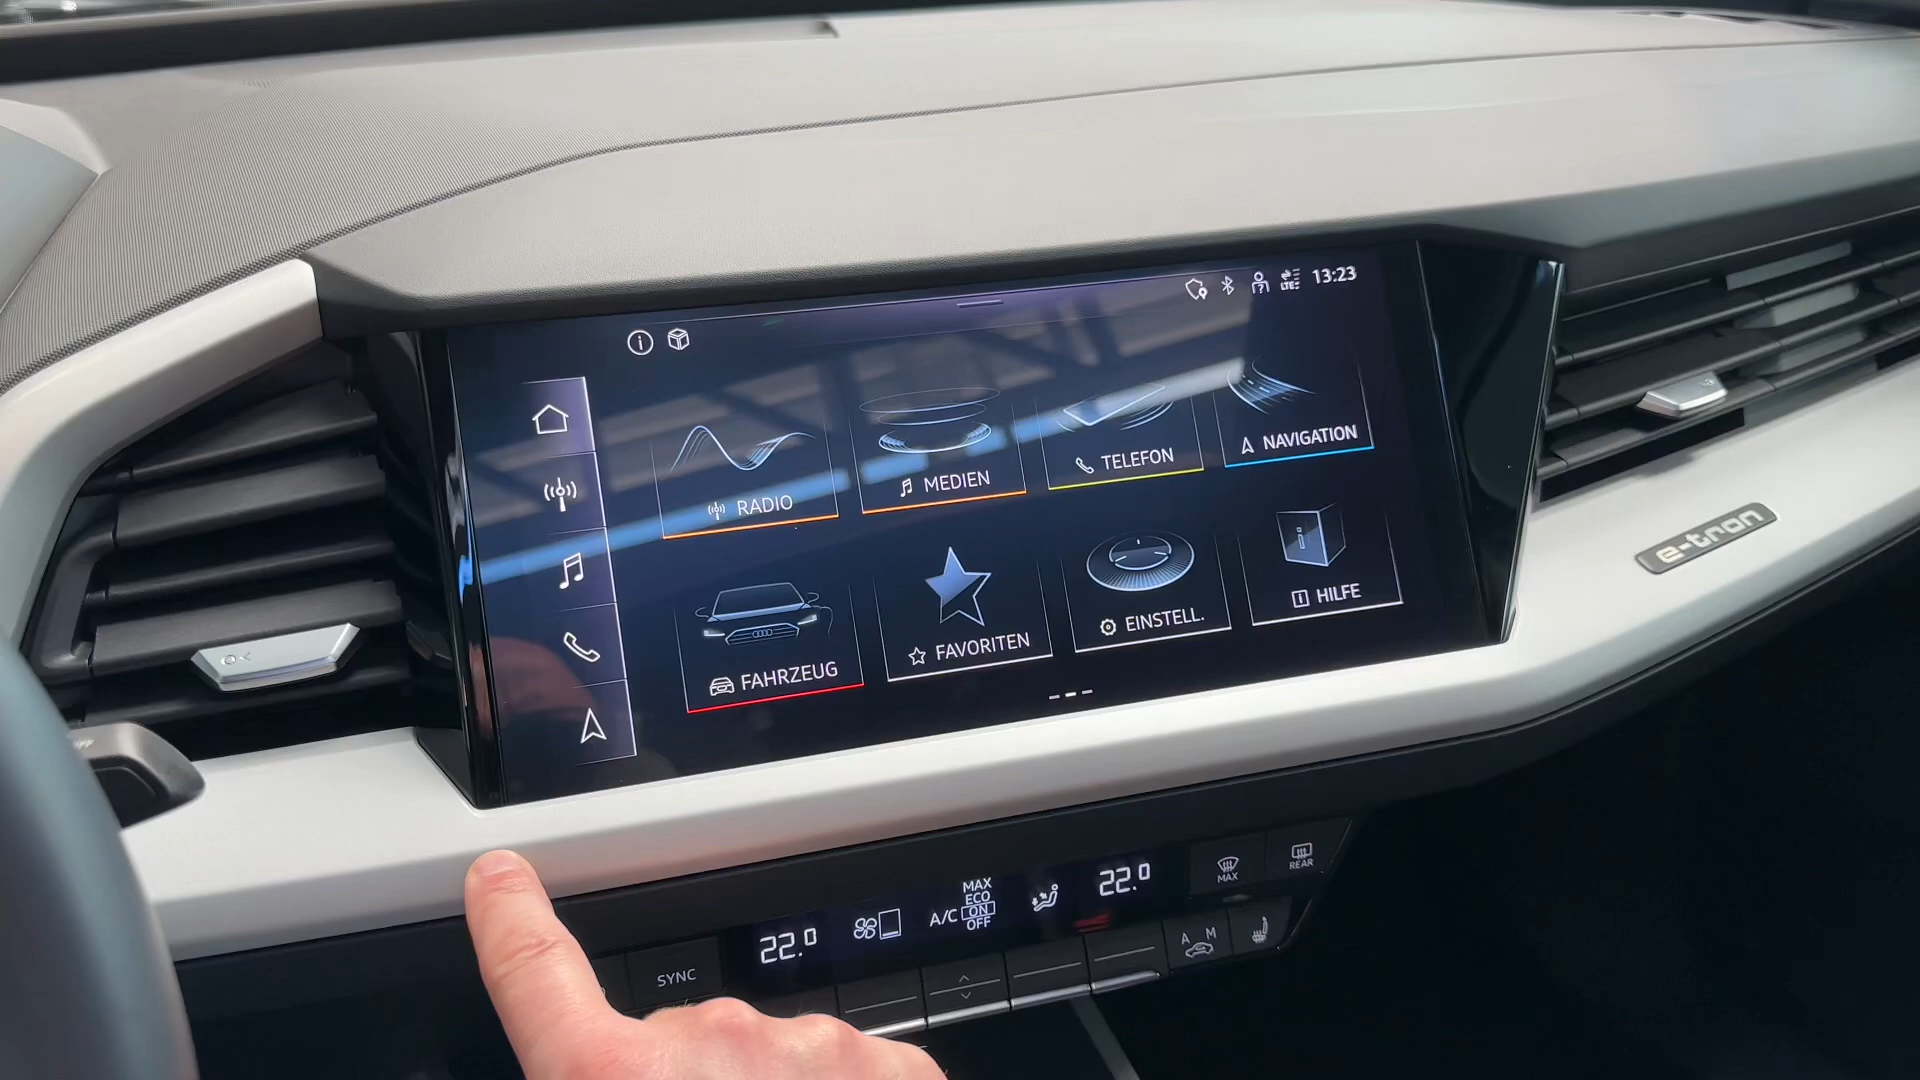 LTE
13:23
RADIO
MEDIEN
TELEFON
NAVIGATION
FAHRZEUG
FAVORITEN
EINSTELL.
HILFE
e-tron
22.0
A/C
MAX
ECO
ON
OFF
22.0
MAX
REAR
SYNC
A M